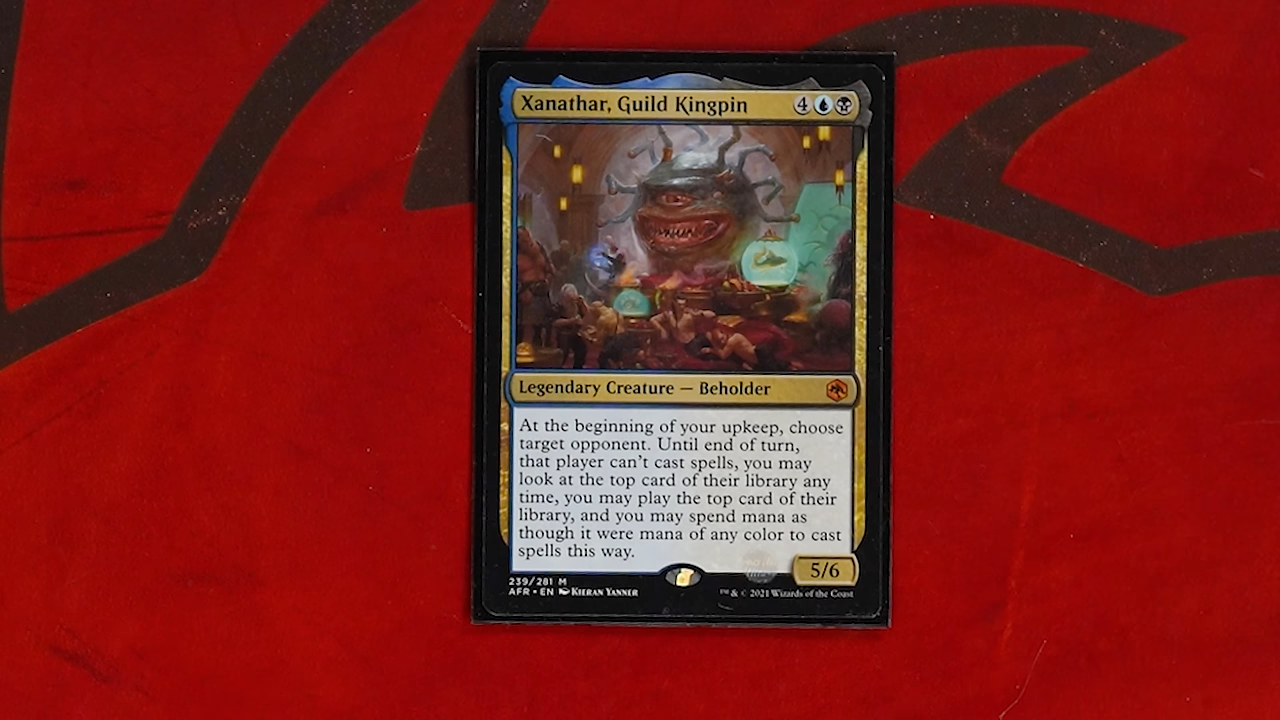 Xanathar, Guild Kingpin 4
Legendary Creature — Beholder
At the beginning of your upkeep, choose
target opponent. Until end of turn,
that player can't cast spells, you may
look at the top card of their library any
time, you may play the top card of their
library, and you may spend mana as
though it were mana of any color to cast
spells this way.
5/6
239/281 M
AFR • EN KIERAN YANNER
™ & © 2021 Wizards of the Coast